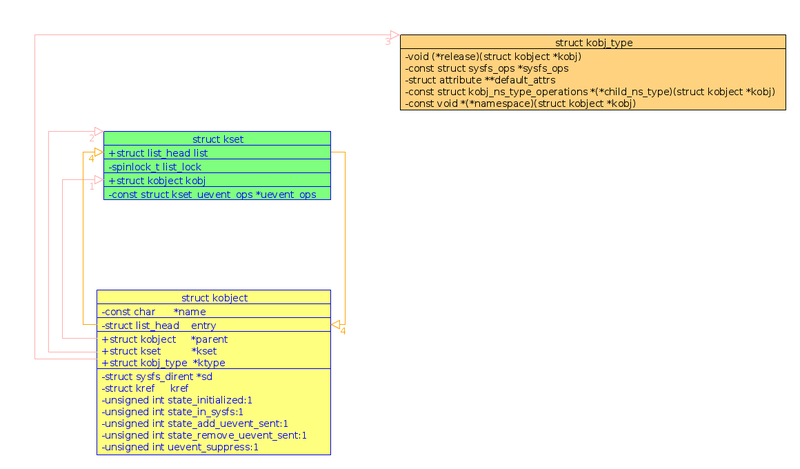 3
struct kobj_type
-void (*release)(struct kobject *kobj)
-const struct sysfs_ops *sysfs_ops
-struct attribute **default_attrs
-const struct kobj_ns_type_operations *(*child_ns_type)(struct kobject *kobj)
-const void *(*namespace)(struct kobject *kobj)
2
struct kset
4
+struct list_head list
-spinlock_t list_lock
1
+struct kobject kobj
-const struct kset_uevent_ops *uevent_ops
struct kobject
-const char *name
-struct list_head entry
4
+struct kobject *parent
+struct kset *kset
+struct kobj_type *ktype
-struct sysfs_dirent *sd
-struct kref kref
-unsigned int state_initialized:1
-unsigned int state_in_sysfs:1
-unsigned int state_add_uevent_sent:1
-unsigned int state_remove_uevent_sent:1
-unsigned int uevent_suppress:1